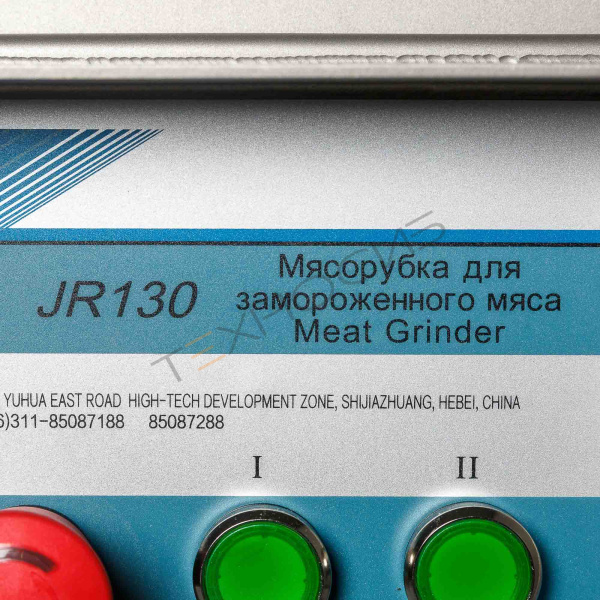 JR130
Мясорубка для
замороженного мяса
Meat Grinder
YUHUA EAST ROAD HIGH-TECH DEVELOPMENT ZONE, SHIJIAZHUANG, HEBEI, CHINA
6)311-85087188 85087288
I II
ТЕХНОСИБ